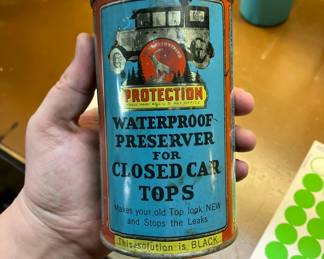 PROTECTION
WATERPROOF
PRESERVER
FOR
CLOSED CAR
TOPS
Makes your old Top look NEW
and Stops the Leaks
This solution is BLACK